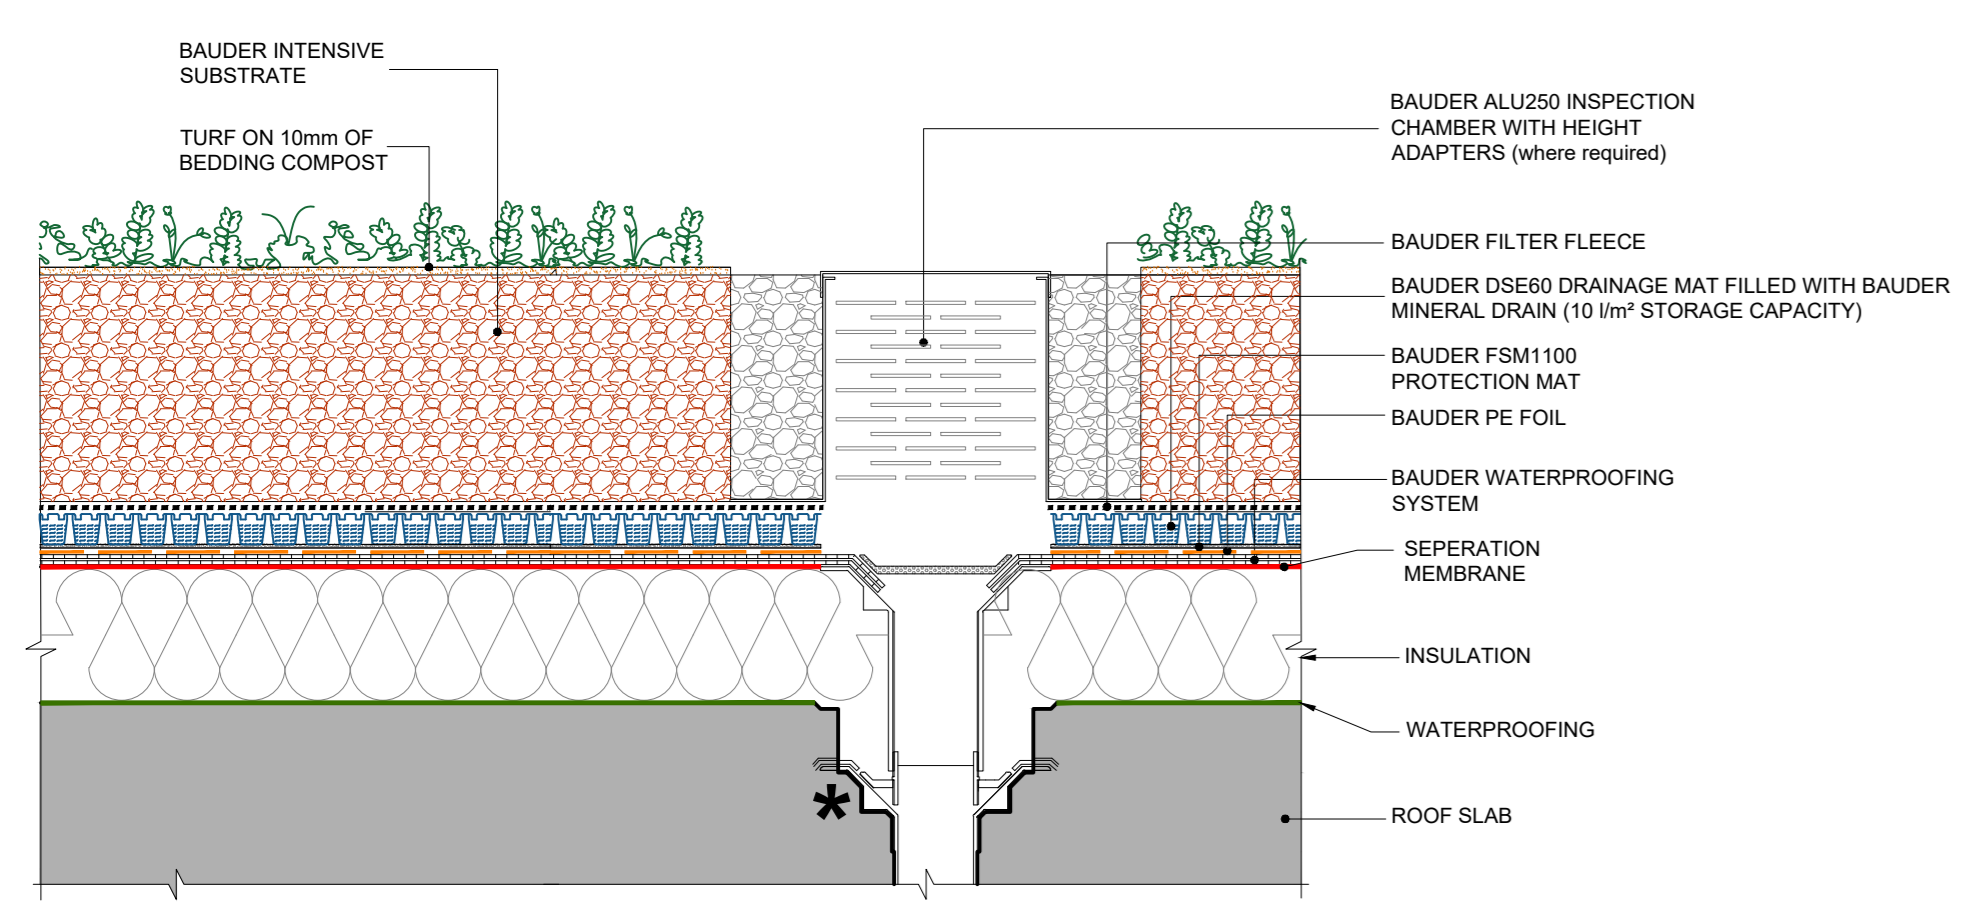 BAUDER INTENSIVE
SUBSTRATE
TURF ON 10mm OF
BEDDING COMPOST
BAUDER ALU250 INSPECTION
CHAMBER WITH HEIGHT
ADAPTERS (where required)
BAUDER FILTER FLEECE
BAUDER DSE60 DRAINAGE MAT FILLED WITH BAUDER
MINERAL DRAIN (10 l/m² STORAGE CAPACITY)
BAUDER FSM1100
PROTECTION MAT
BAUDER PE FOIL
BAUDER WATERPROOFING
SYSTEM
SEPERATION
MEMBRANE
INSULATION
WATERPROOFING
*
ROOF SLAB